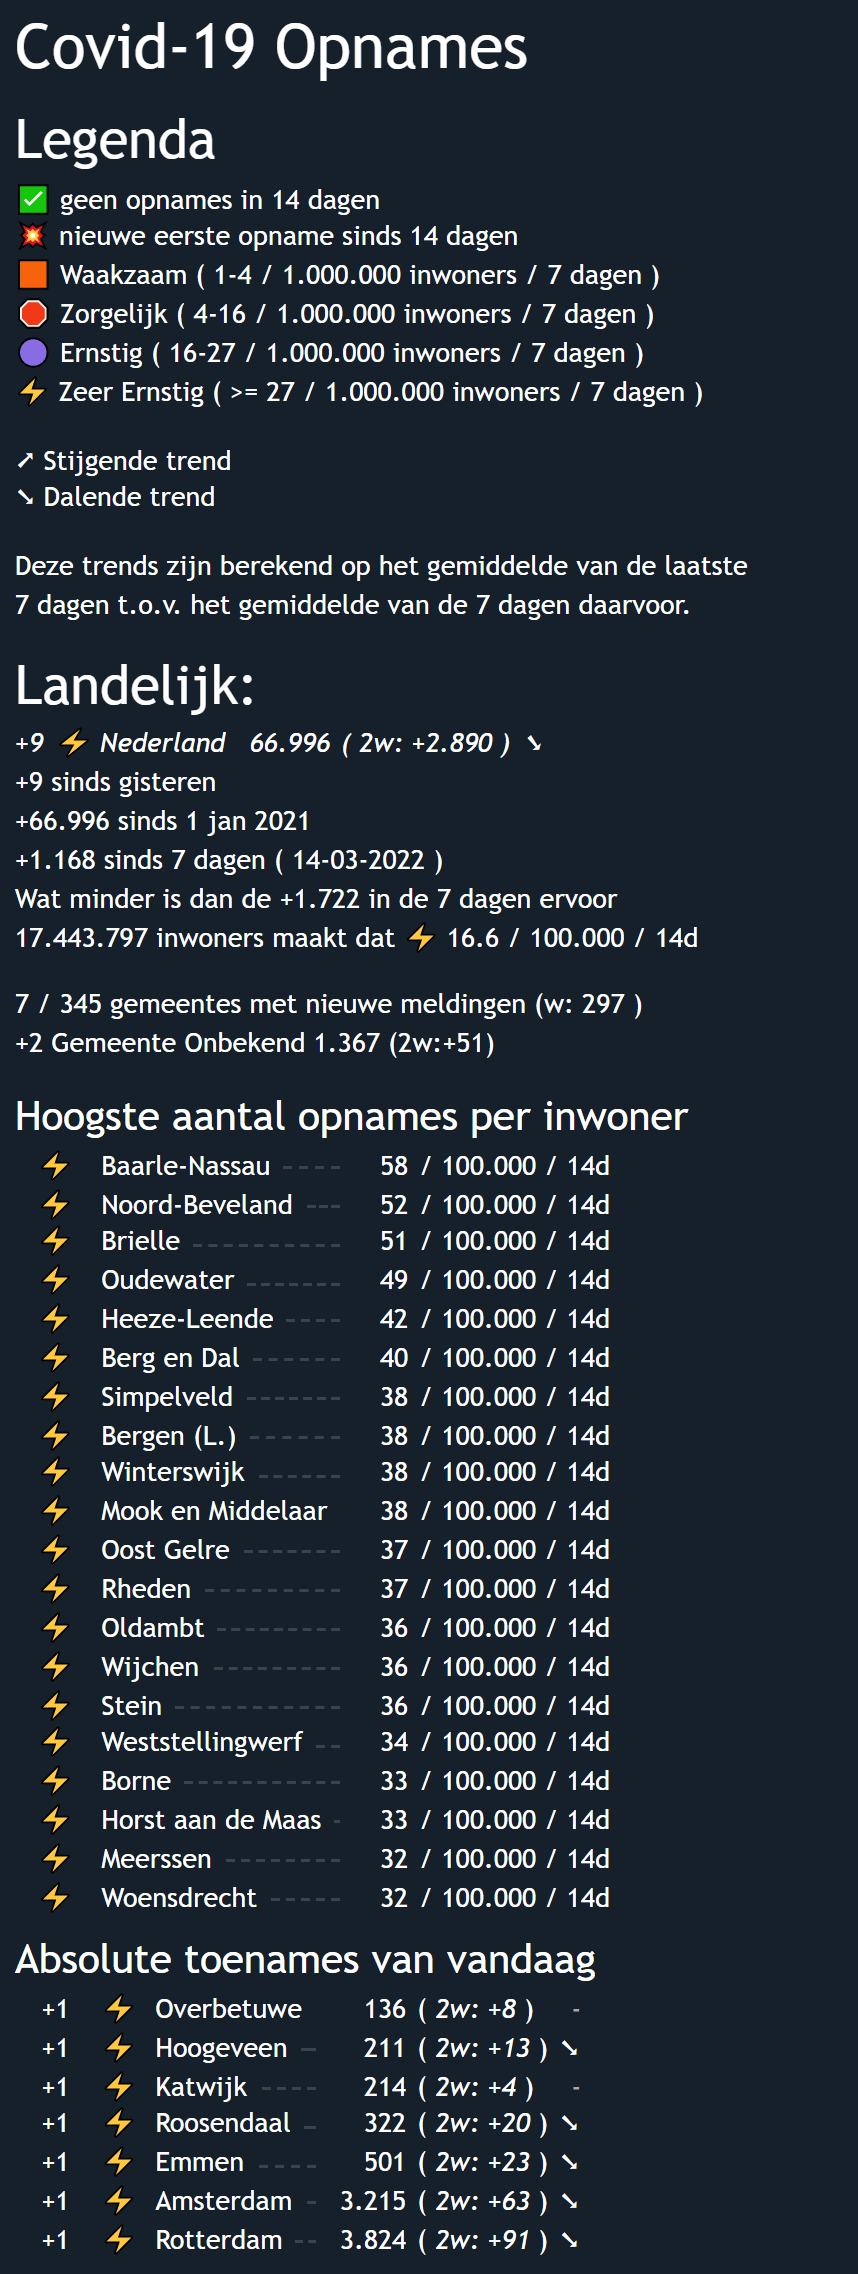 Covid-19 Opnames
Legenda
✅ geen opnames in 14 dagen
💥 nieuwe eerste opname sinds 14 dagen
🟧 Waakzaam ( 1-4 / 1.000.000 inwoners / 7 dagen )
🛑 Zorgelijk ( 4-16 / 1.000.000 inwoners / 7 dagen )
🟣 Ernstig ( 16-27 / 1.000.000 inwoners / 7 dagen )
⚡ Zeer Ernstig ( >= 27 / 1.000.000 inwoners / 7 dagen )
➚ Stijgende trend
➘ Dalende trend
Deze trends zijn berekend op het gemiddelde van de laatste
7 dagen t.o.v. het gemiddelde van de 7 dagen daarvoor.
Landelijk:
+9 ⚡ Nederland 66.996 ( 2w: +2.890 ) ➘
+9 sinds gisteren
+66.996 sinds 1 jan 2021
+1.168 sinds 7 dagen ( 14-03-2022 )
Wat minder is dan de +1.722 in de 7 dagen ervoor
17.443.797 inwoners maakt dat ⚡ 16.6 / 100.000 / 14d
7 / 345 gemeentes met nieuwe meldingen (w: 297 )
+2 Gemeente Onbekend 1.367 (2w:+51)
Hoogste aantal opnames per inwoner
⚡ Baarle-Nassau ---- 58 / 100.000 / 14d
⚡ Noord-Beveland --- 52 / 100.000 / 14d
⚡ Brielle ---------- 51 / 100.000 / 14d
⚡ Oudewater ------- 49 / 100.000 / 14d
⚡ Heeze-Leende ---- 42 / 100.000 / 14d
⚡ Berg en Dal ------ 40 / 100.000 / 14d
⚡ Simpelveld ------- 38 / 100.000 / 14d
⚡ Bergen (L.) ------ 38 / 100.000 / 14d
⚡ Winterswijk ------ 38 / 100.000 / 14d
⚡ Mook en Middelaar 38 / 100.000 / 14d
⚡ Oost Gelre ------- 37 / 100.000 / 14d
⚡ Rheden --------- 37 / 100.000 / 14d
⚡ Oldambt --------- 36 / 100.000 / 14d
⚡ Wijchen --------- 36 / 100.000 / 14d
⚡ Stein ----------- 36 / 100.000 / 14d
⚡ Weststellingwerf -- 34 / 100.000 / 14d
⚡ Borne ----------- 33 / 100.000 / 14d
⚡ Horst aan de Maas - 33 / 100.000 / 14d
⚡ Meerssen -------- 32 / 100.000 / 14d
⚡ Woensdrecht ----- 32 / 100.000 / 14d
Absolute toenames van vandaag
+1 ⚡ Overbetuwe 136 ( 2w: +8 ) -
+1 ⚡ Hoogeveen - 211 ( 2w: +13 ) ➘
+1 ⚡ Katwijk ---- 214 ( 2w: +4 ) -
+1 ⚡ Roosendaal - 322 ( 2w: +20 ) ➘
+1 ⚡ Emmen ---- 501 ( 2w: +23 ) ➘
+1 ⚡ Amsterdam - 3.215 ( 2w: +63 ) ➘
+1 ⚡ Rotterdam -- 3.824 ( 2w: +91 ) ➘